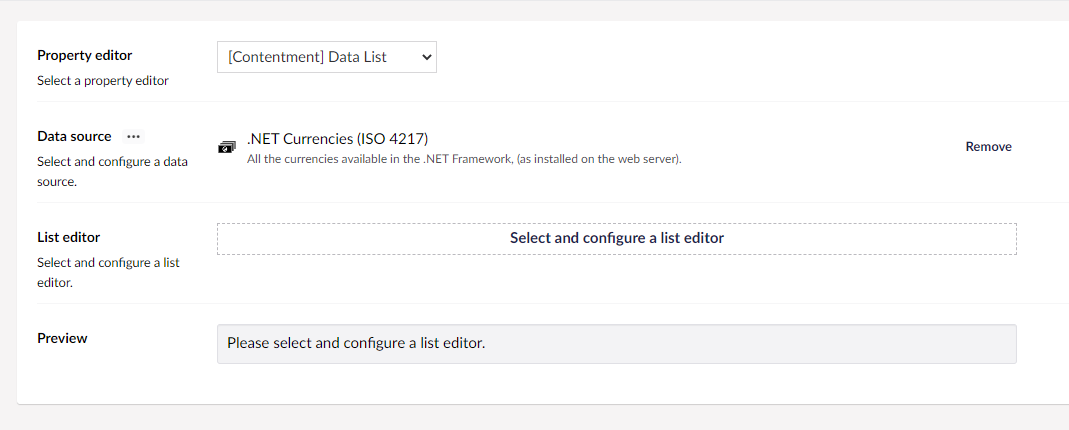 Property editor
[Contentment] Data List
Select a property editor
Data source •••
.NET Currencies (ISO 4217)
All the currencies available in the .NET Framework, (as installed on the web server).
Remove
Select and configure a data
source.
List editor
Select and configure a list editor
Select and configure a list
editor.
Preview
Please select and configure a list editor.